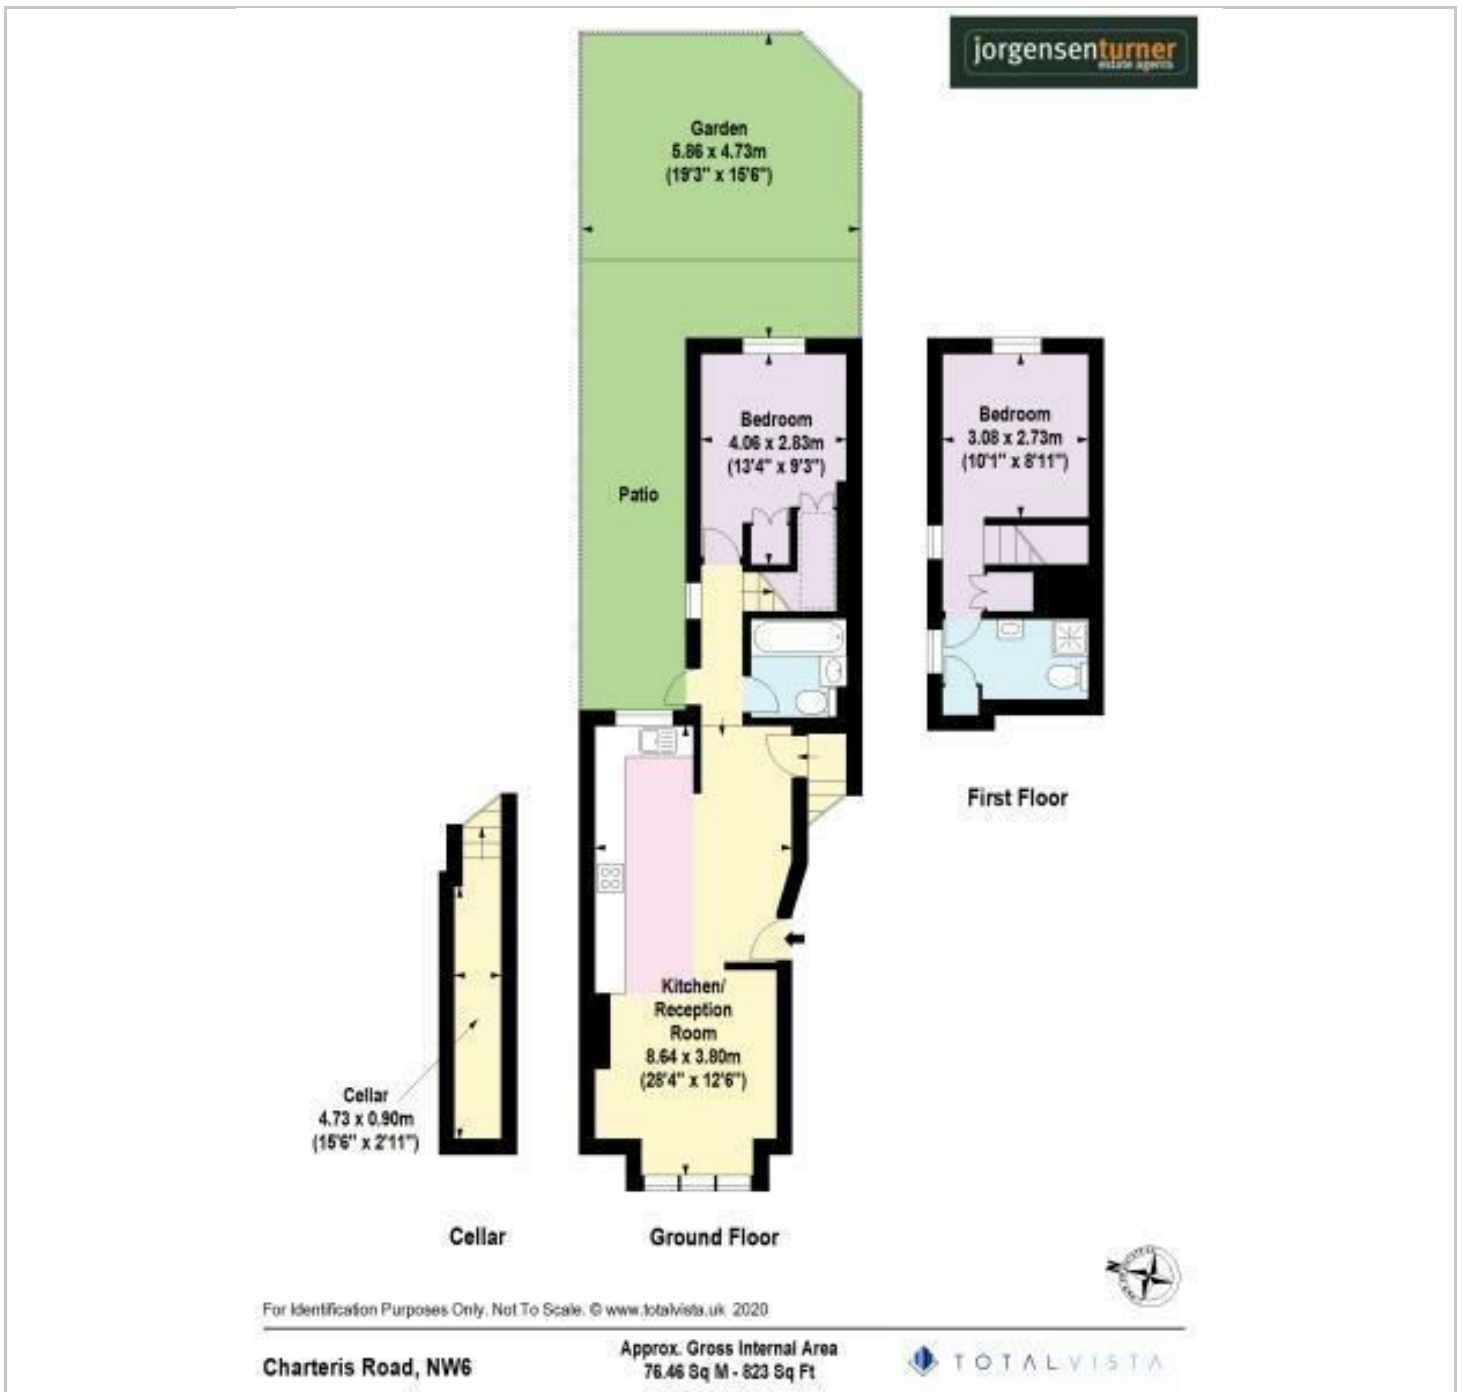 jorgensenturner
estate agents
Garden
5.86 x 4.73m
(19'3" x 15'6")
Bedroom
4.06 x 2.83m
(13'4" x 9'3")
Bedroom
3.08 x 2.73m
(10'1" x 8'11")
Patio
First Floor
Kitchen/
Reception
Room
8.64 x 3.80m
(28'4" x 12'6")
Cellar
4.73 x 0.90m
(15'6" x 2'11")
Cellar
Ground Floor
N
For Identification Purposes Only. Not To Scale. © www.totalvista.uk 2020
Charteris Road, NW6
Approx. Gross Internal Area
76.46 Sq M - 823 Sq Ft
TOTALVISTA